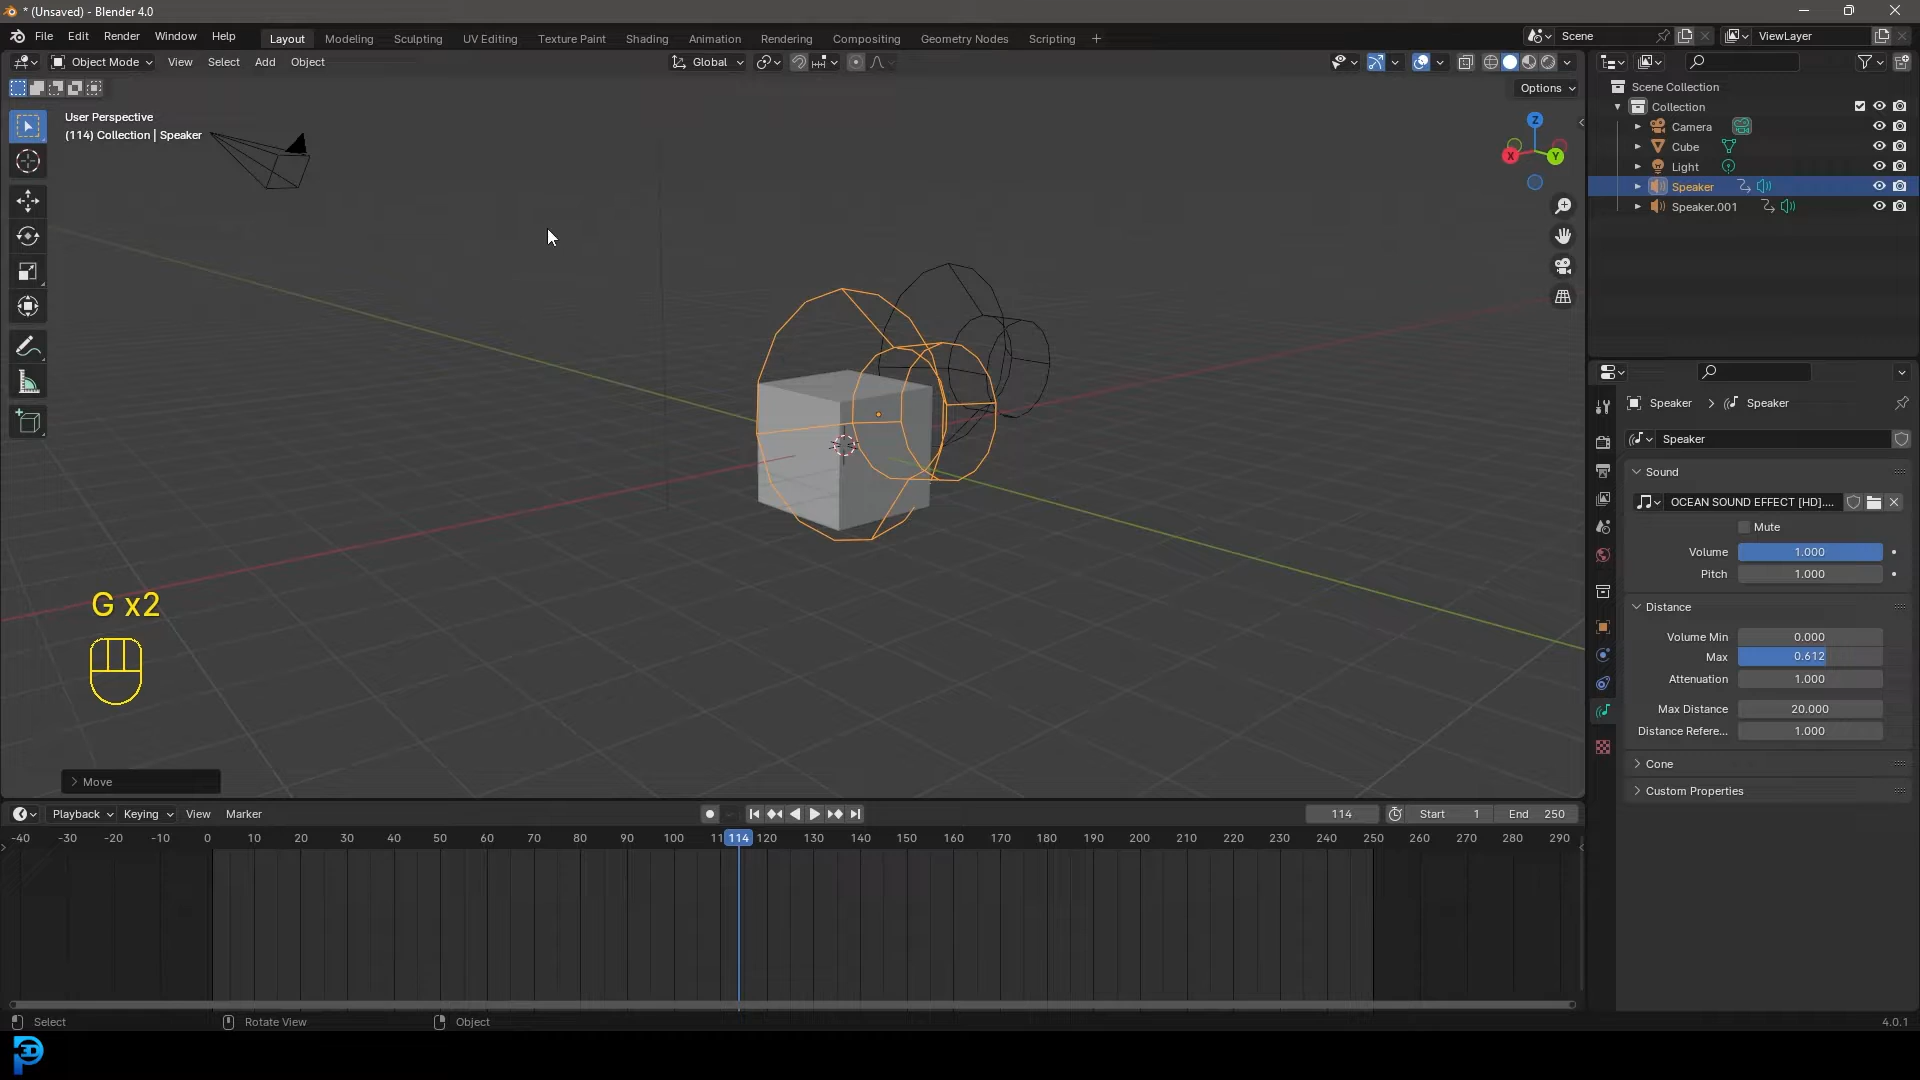 * (Unsaved) - Blender 4.0
File Edit Render Window Help Layout Modeling Sculpting UV Editing Texture Paint Shading Animation Rendering Compositing Geometry Nodes Scripting + Scene ViewLayer
Object Mode View Select Add Object Global
Options
User Perspective
(114) Collection | Speaker
Z
X
Y
Scene Collection
Collection
Camera
Cube
Light
Speaker
Speaker.001
Speaker > Speaker
Speaker
Sound
OCEAN SOUND EFFECT [HD]....
Mute
Volume 1.000
Pitch 1.000
Distance
Volume Min 0.000
Max 0.612
Attenuation 1.000
Max Distance 20.000
Distance Refere... 1.000
Cone
Custom Properties
G x2
> Move
Playback Keying View Marker 114 Start 1 End 250
-40 -30 -20 -10 0 10 20 30 40 50 60 70 80 90 100 11 114 120 130 140 150 160 170 180 190 200 210 220 230 240 250 260 270 280 290
Select Rotate View Object 4.0.1